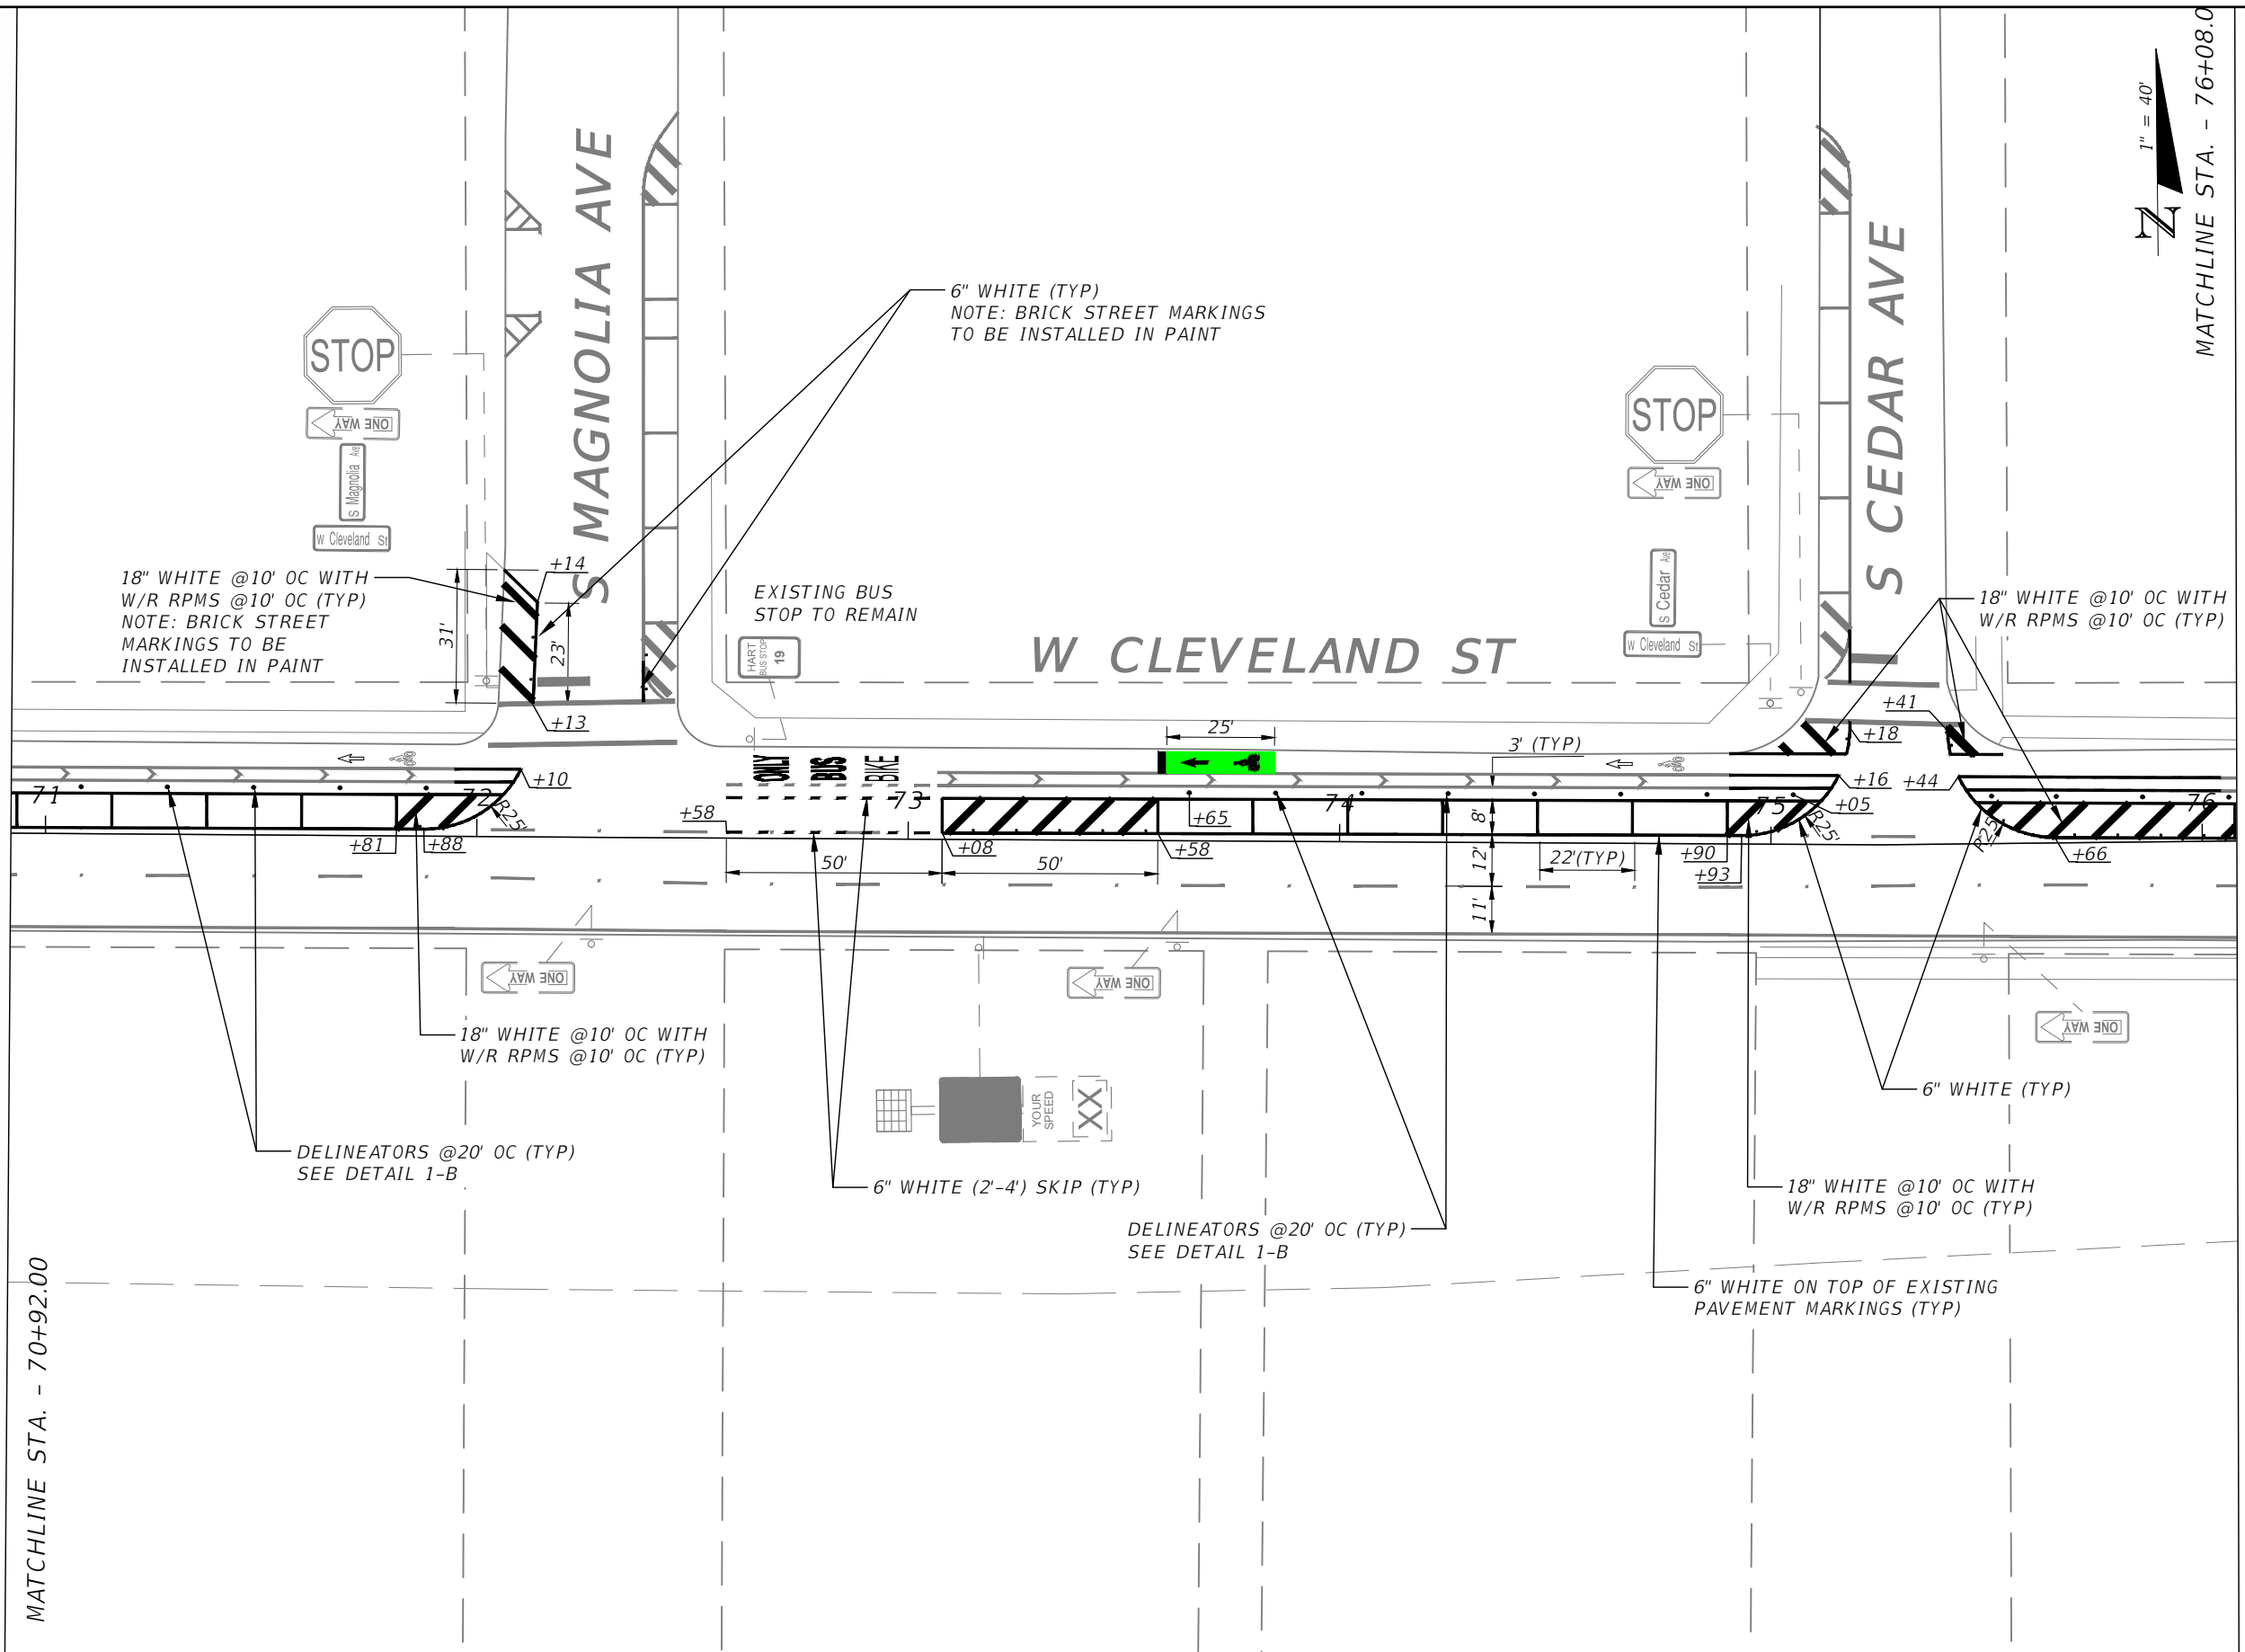 MATCHLINE STA. - 76+08.0
1" = 40'
N
S MAGNOLIA AVE
S CEDAR AVE
6" WHITE (TYP)
NOTE: BRICK STREET MARKINGS
TO BE INSTALLED IN PAINT
STOP
ONE WAY
S Magnolia Ave
W Cleveland St
STOP
ONE WAY
S Cedar Ave
W Cleveland St
18" WHITE @10' OC WITH
W/R RPMS @10' OC (TYP)
NOTE: BRICK STREET
MARKINGS TO BE
INSTALLED IN PAINT
31'
+14
23'
+13
EXISTING BUS
STOP TO REMAIN
HART
BUS STOP
19
W CLEVELAND ST
18" WHITE @10' OC WITH
W/R RPMS @10' OC (TYP)
+41
+18
25'
3' (TYP)
ONLY
BUS
BIKE
71
72
73
74
75
76
+10
R25'
+58
+65
8'
+16
+44
+05
R25'
R25'
+81
+88
+08
+58
50'
50'
12'
22'(TYP)
+90
+93
+66
11'
ONE WAY
ONE WAY
ONE WAY
18" WHITE @10' OC WITH
W/R RPMS @10' OC (TYP)
YOUR
SPEED
XX
6" WHITE (TYP)
DELINEATORS @20' OC (TYP)
SEE DETAIL 1-B
6" WHITE (2'-4') SKIP (TYP)
DELINEATORS @20' OC (TYP)
SEE DETAIL 1-B
18" WHITE @10' OC WITH
W/R RPMS @10' OC (TYP)
6" WHITE ON TOP OF EXISTING
PAVEMENT MARKINGS (TYP)
MATCHLINE STA. - 70+92.00